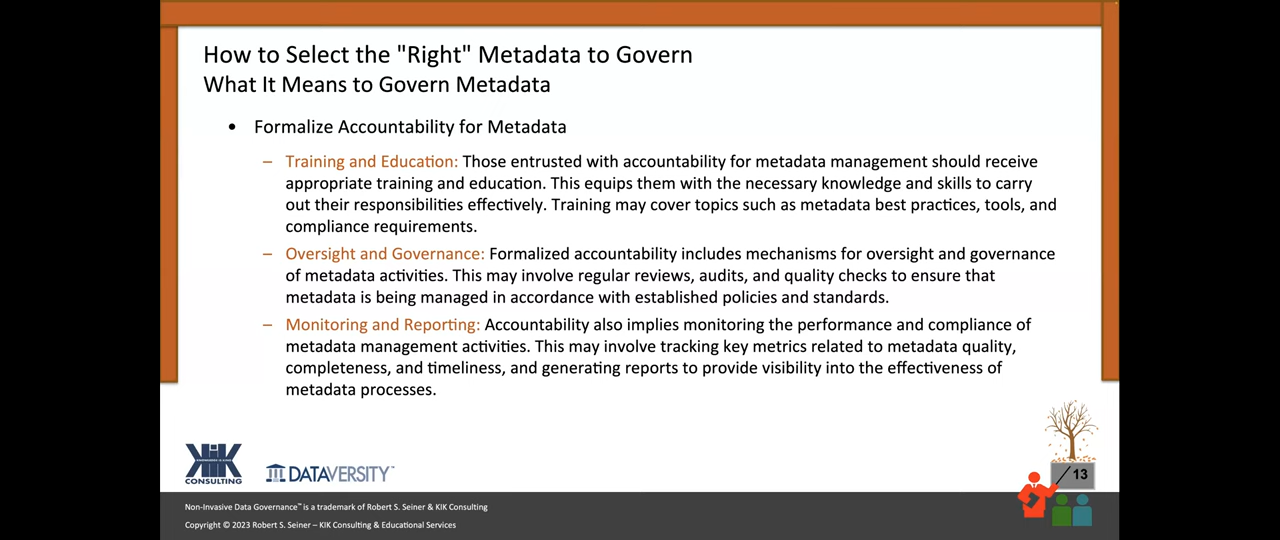 How to Select the "Right" Metadata to Govern
What It Means to Govern Metadata
• Formalize Accountability for Metadata
– Training and Education: Those entrusted with accountability for metadata management should receive
appropriate training and education. This equips them with the necessary knowledge and skills to carry
out their responsibilities effectively. Training may cover topics such as metadata best practices, tools, and
compliance requirements.
– Oversight and Governance: Formalized accountability includes mechanisms for oversight and governance
of metadata activities. This may involve regular reviews, audits, and quality checks to ensure that
metadata is being managed in accordance with established policies and standards.
– Monitoring and Reporting: Accountability also implies monitoring the performance and compliance of
metadata management activities. This may involve tracking key metrics related to metadata quality,
completeness, and timeliness, and generating reports to provide visibility into the effectiveness of
metadata processes.
KIK
CONSULTING
DATAVERSITY™
13
Non-Invasive Data Governance™ is a trademark of Robert S. Seiner & KIK Consulting
Copyright © 2023 Robert S. Seiner – KIK Consulting & Educational Services